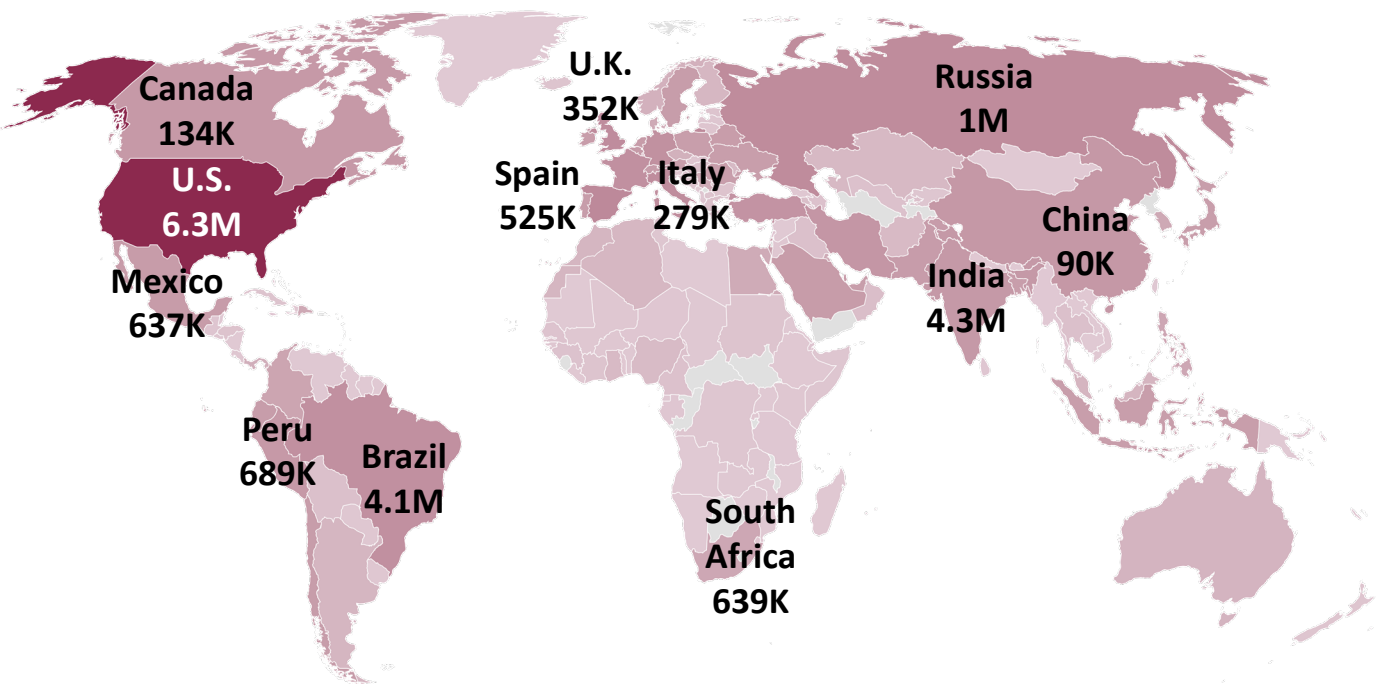 Canada
134K
U.S.
6.3M
Mexico
637K
Peru
689K
Brazil
4.1M
U.K.
352K
Spain
525K
Italy
279K
South
Africa
639K
Russia
1M
China
90K
India
4.3M